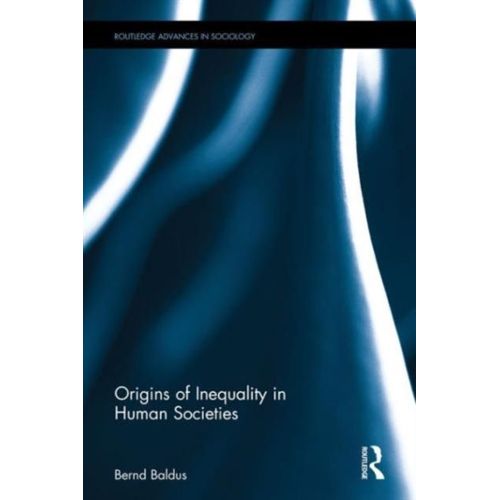 ROUTLEDGE ADVANCES IN SOCIOLOGY
Origins of Inequality in
Human Societies
Bernd Baldus
ROUTLEDGE